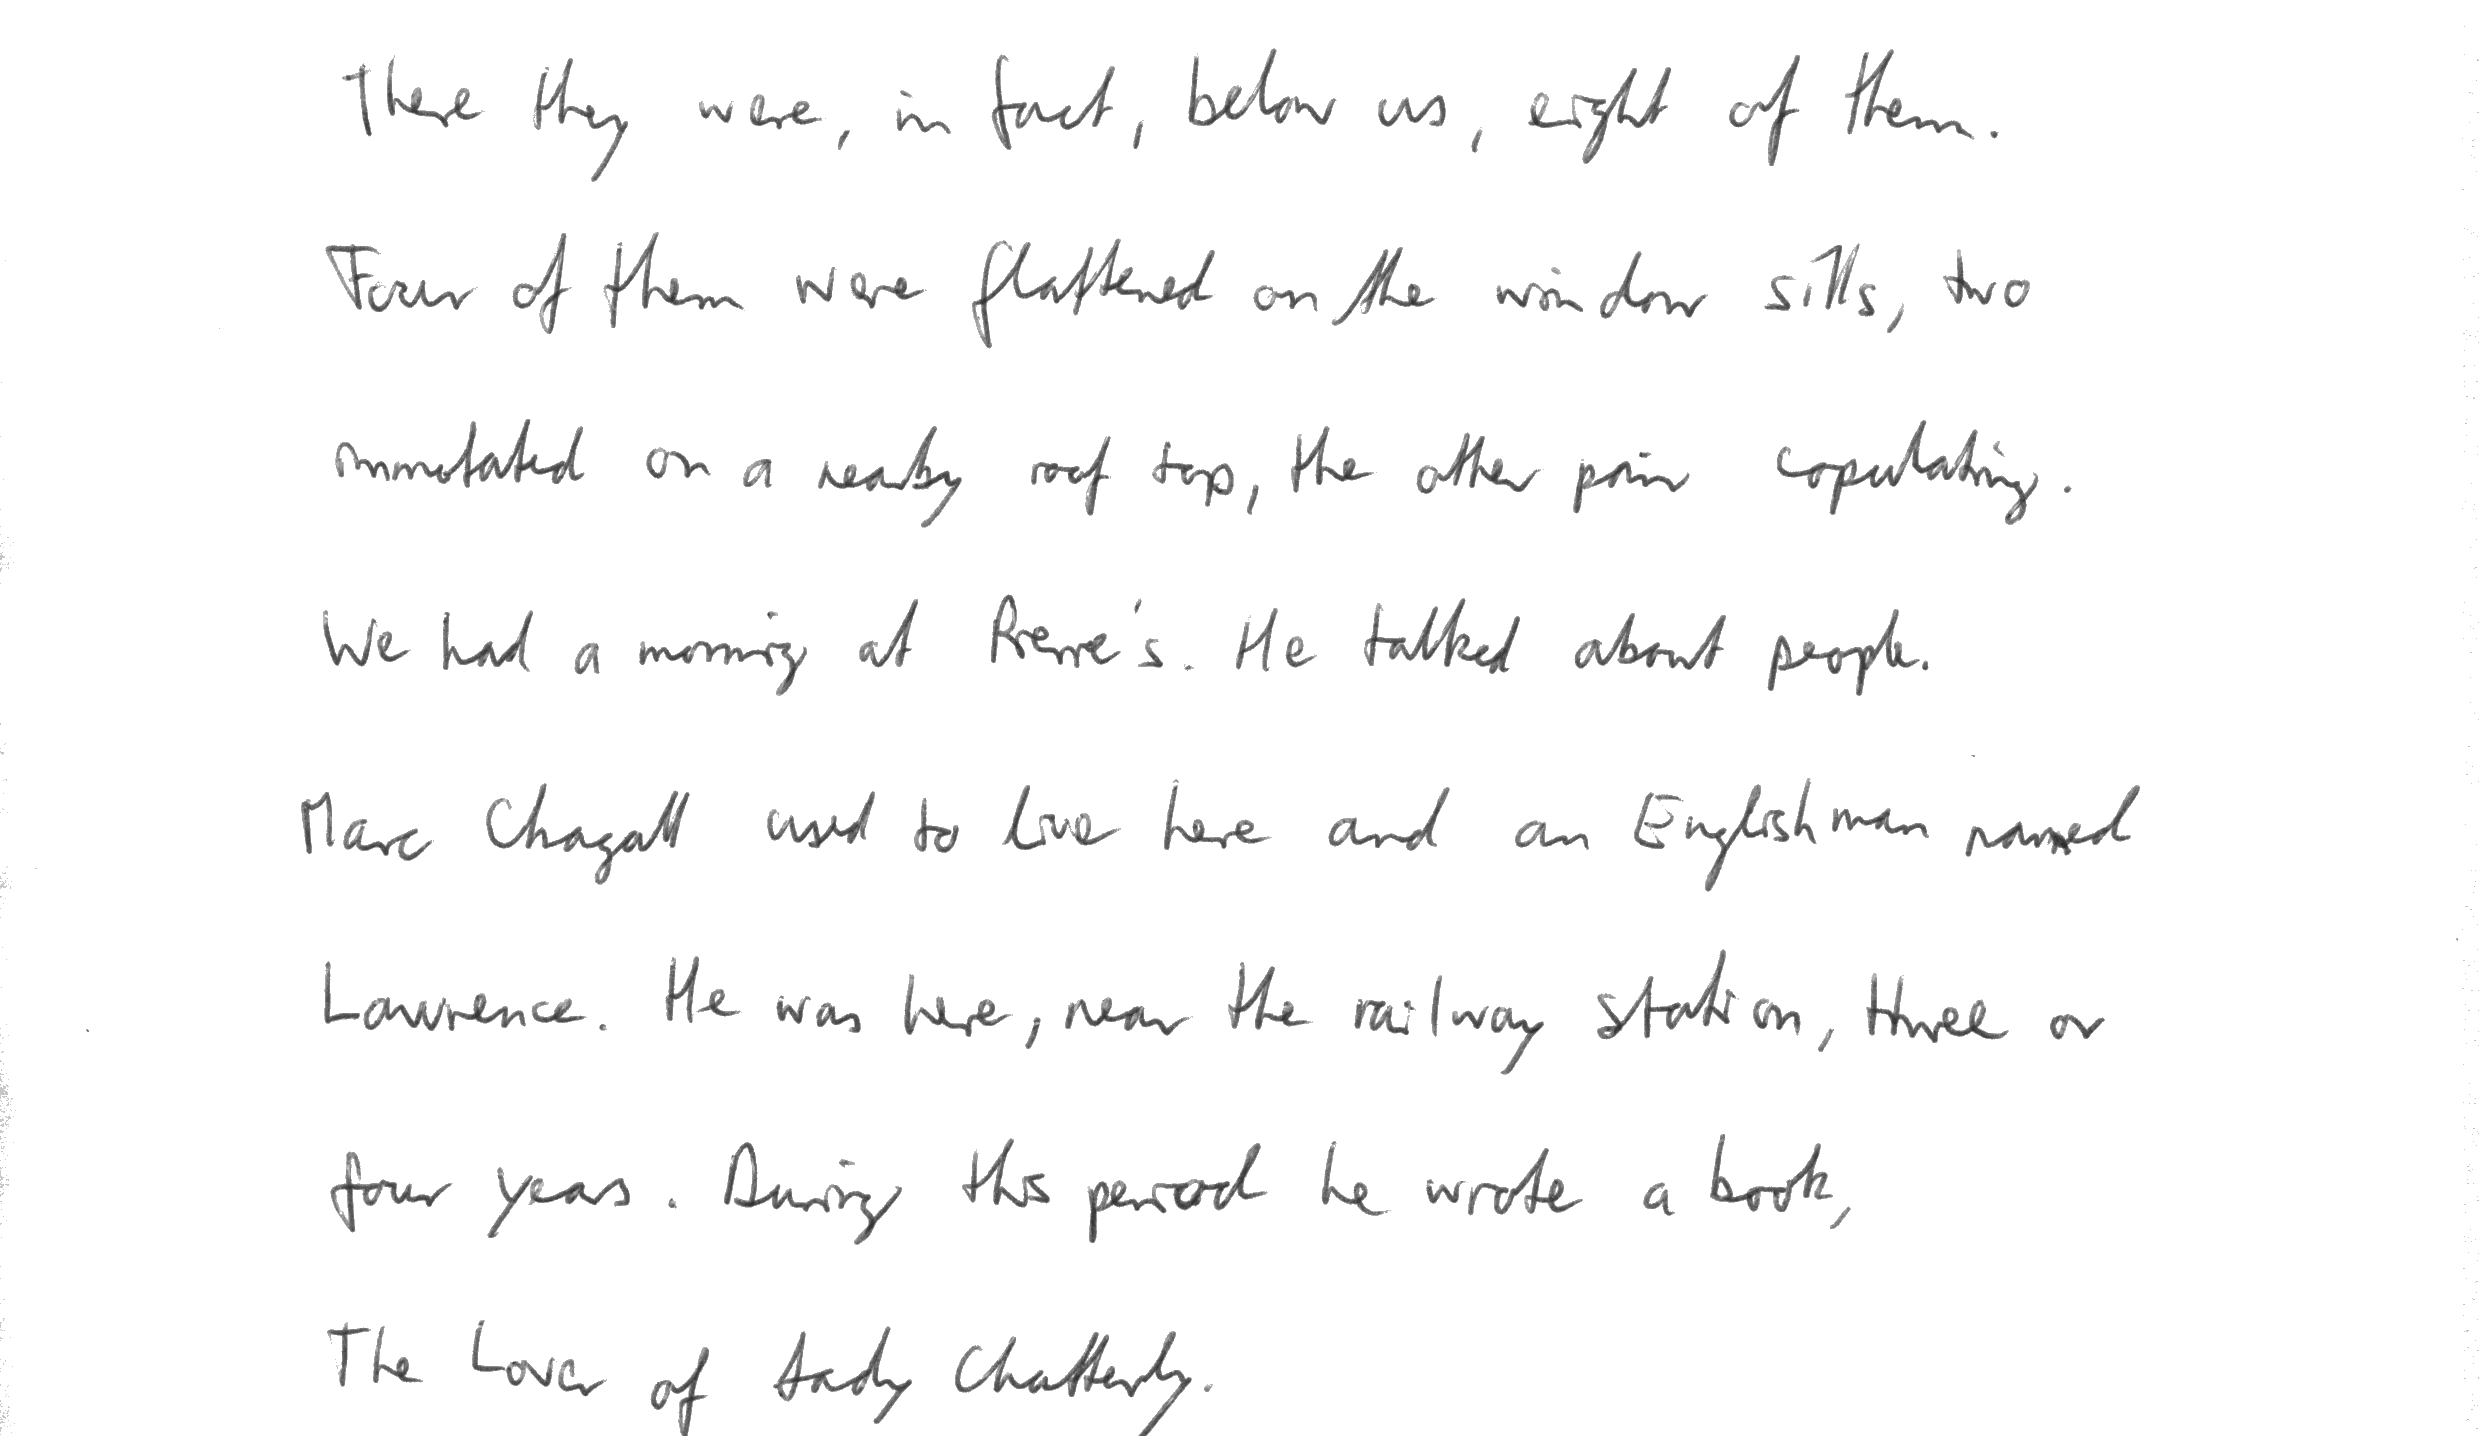 There they were, in fact, below us, eight of them.
Four of them were flattened on the window sills, two
immolated on a nearby roof top, the other pair copulating.
We had a morning at Pierre's. He talked about people.
Marc Chagall used to live here and an Englishman named
Lawrence. He was here, near the railway station, three or
four years. During this period he wrote a book,
The Lover of Lady Chatterly.